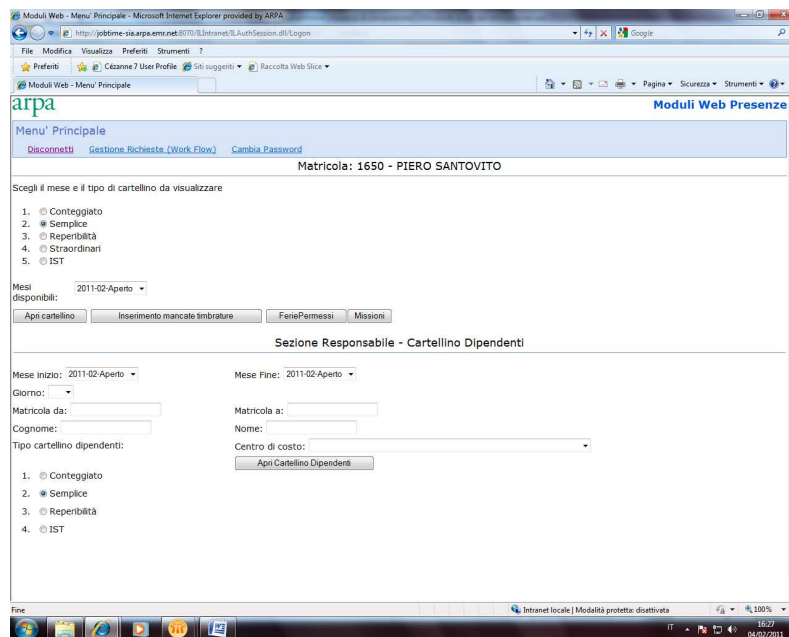 Moduli Web - Menu' Principale - Microsoft Internet Explorer provided by ARPA
http://jobtime-sia.arpa.emr.net:8070/ILIntranet/ILAuthSession.dll/Logon
Google
File Modifica Visualizza Preferiti Strumenti ?
Preferiti Cézanne 7 User Profile Siti suggeriti Raccolta Web Slice
Moduli Web - Menu' Principale
Pagina Sicurezza Strumenti
arpa
Moduli Web Presenze
Menu' Principale
Disconnetti Gestione Richieste (Work Flow) Cambia Password
Matricola: 1650 - PIERO SANTOVITO
Scegli il mese e il tipo di cartellino da visualizzare
1. Conteggiato
2. Semplice
3. Reperibilità
4. Straordinari
5. IST
Mesi disponibili: 2011-02-Aperto
Apri cartellino Inserimento mancate timbrature FeriePermessi Missioni
Sezione Responsabile - Cartellino Dipendenti
Mese inizio: 2011-02-Aperto Mese Fine: 2011-02-Aperto
Giorno:
Matricola da: Matricola a:
Cognome: Nome:
Tipo cartellino dipendenti: Centro di costo:
Apri Cartellino Dipendenti
1. Conteggiato
2. Semplice
3. Reperibilità
4. IST
Fine
Intranet locale | Modalità protetta: disattivata
100%
IT
16:27
04/02/2011